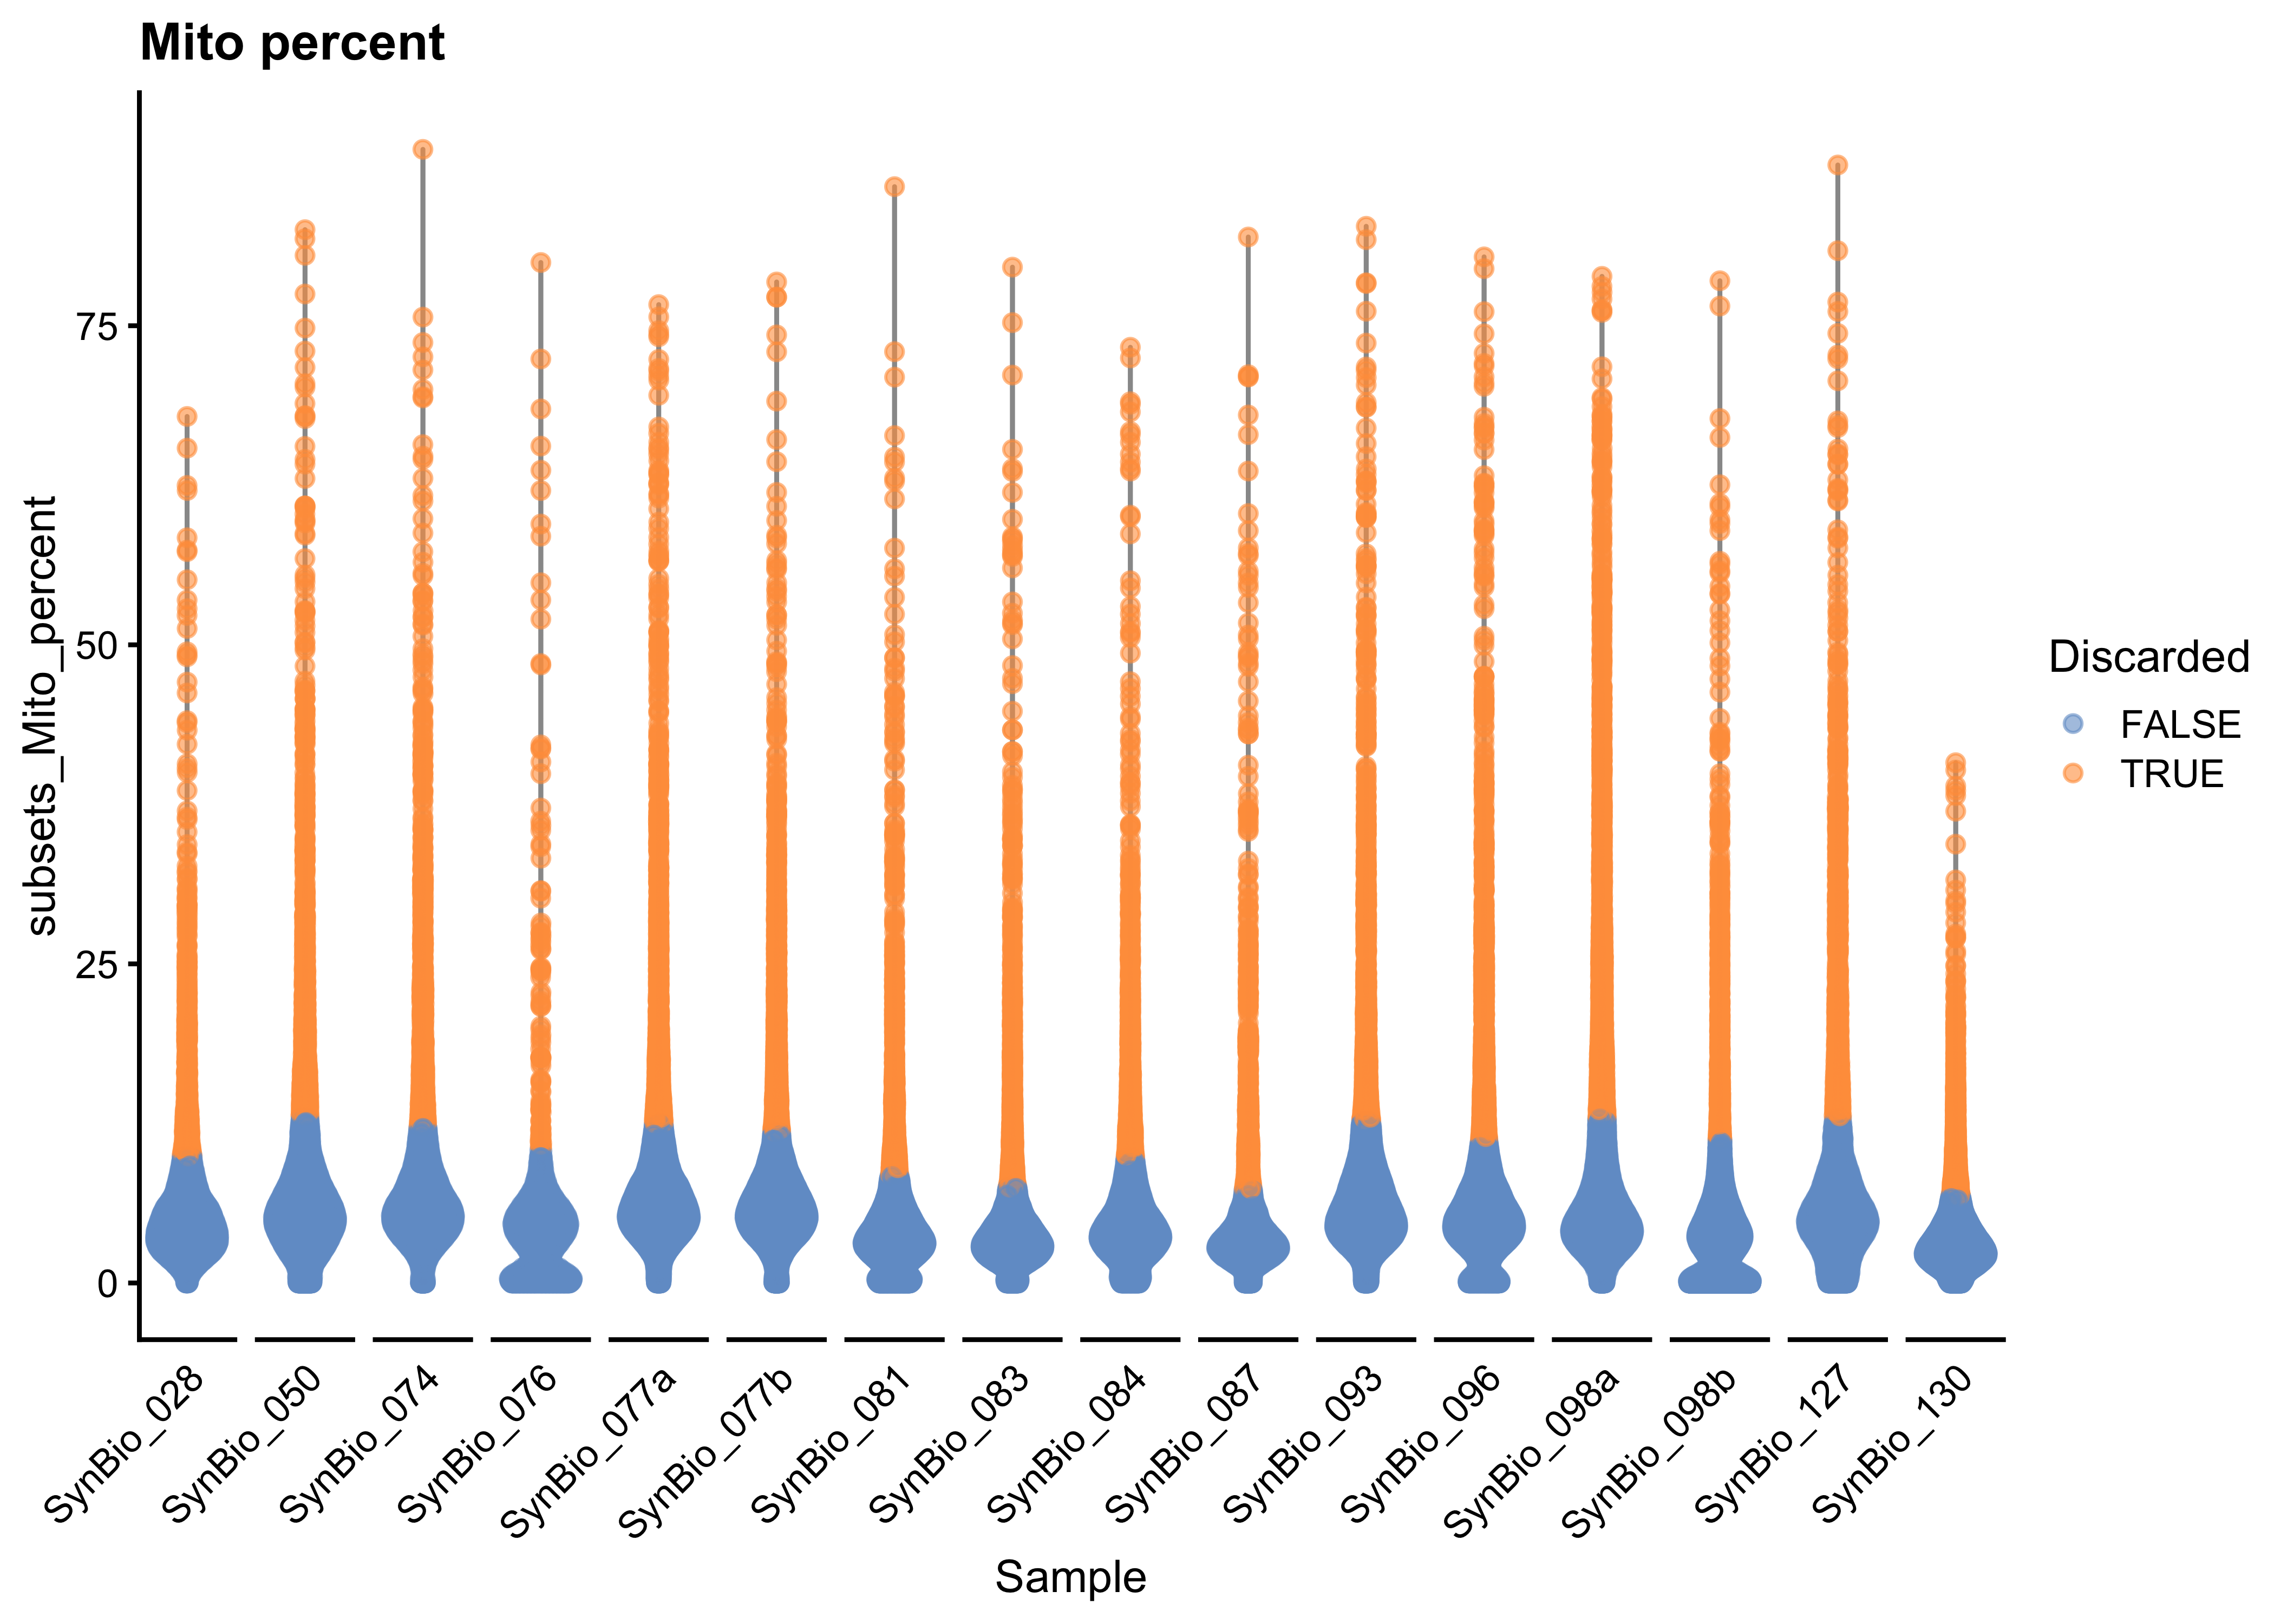 Mito percent
subsets_Mito_percent
75
50
25
0
SynBio_028
SynBio_050
SynBio_074
SynBio_076
SynBio_077a
SynBio_077b
SynBio_081
SynBio_083
SynBio_084
SynBio_087
SynBio_093
SynBio_096
SynBio_098a
SynBio_098b
SynBio_127
SynBio_130
Sample
Discarded
FALSE
TRUE